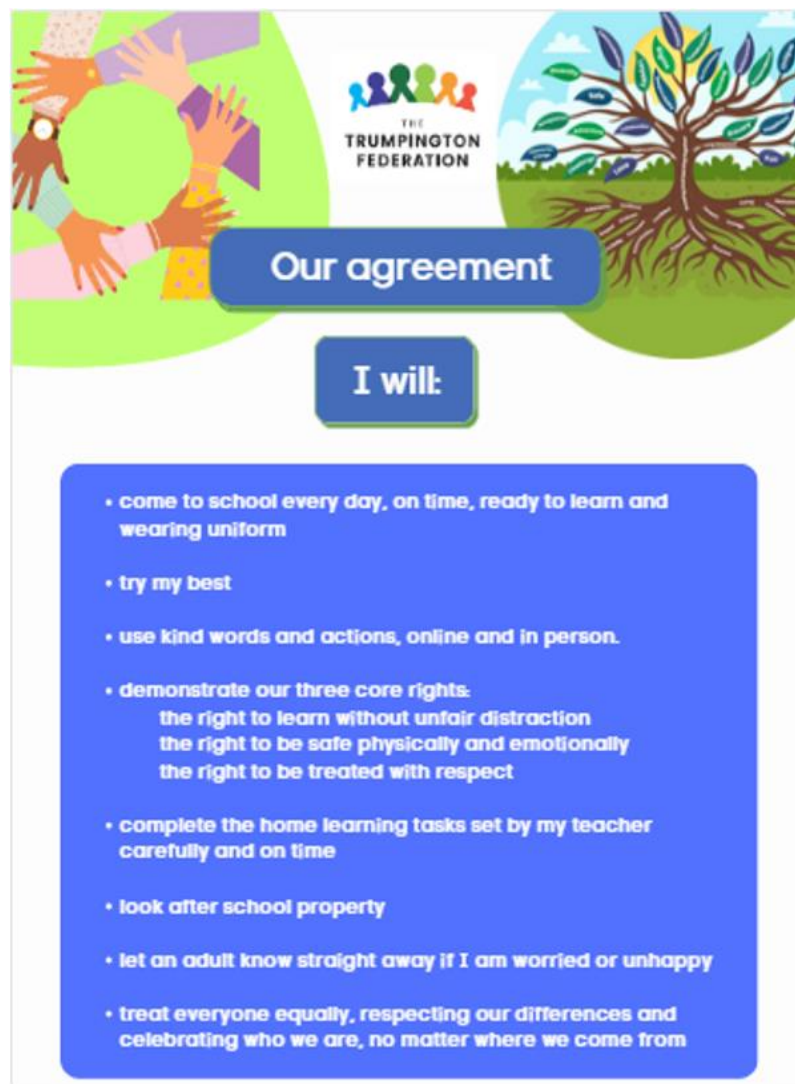 THE
TRUMPINGTON
FEDERATION
Our agreement
I will:
• come to school every day, on time, ready to learn and
wearing uniform
• try my best
• use kind words and actions, online and in person.
• demonstrate our three core rights:
the right to learn without unfair distraction
the right to be safe physically and emotionally
the right to be treated with respect
• complete the home learning tasks set by my teacher
carefully and on time
• look after school property
• let an adult know straight away if I am worried or unhappy
• treat everyone equally, respecting our differences and
celebrating who we are, no matter where we come from